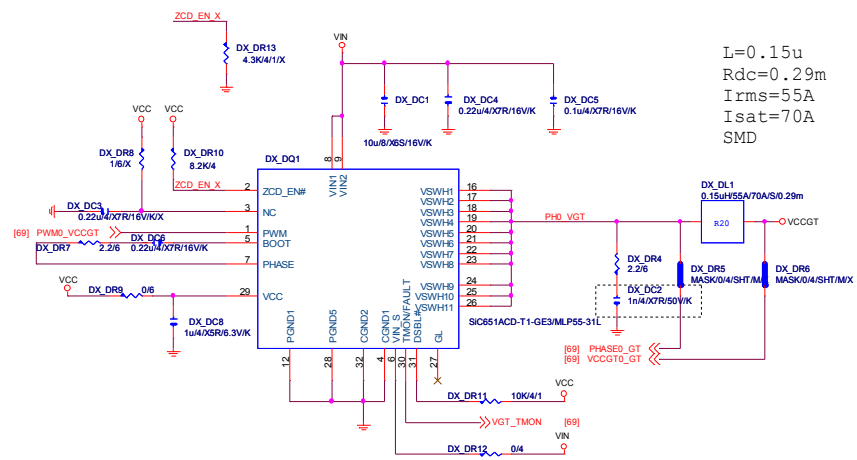 ZCD_EN_X
DX_DR13
4.3K/4/1/X
VIN
L=0.15u
Rdc=0.29m
Irms=55A
Isat=70A
SMD
VCC
VCC
DX_DC1
10u/8/X6S/16V/K
DX_DC4
0.22u/4/X7R/16V/K
DX_DC5
0.1u/4/X7R/16V/K
DX_DR8
1/6/X
DX_DR10
8.2K/4
DX_DQ1
ZCD_EN_X
2
ZCD_EN#
8
VIN1
9
VIN2
DX_DC3
0.22u/4/X7R/16V/K/X
3
NC
[69] PWM0_VCCGT
1
PWM
DX_DR7
2.2/6
DX_DC6
0.22u/4/X7R/16V/K
5
BOOT
7
PHASE
VCC
DX_DR9
0/6
29
VCC
DX_DC8
1u/4/X5R/6.3V/K
VSWH1
16
VSWH2
17
VSWH3
18
VSWH4
19
VSWH5
20
VSWH6
21
VSWH7
22
VSWH8
23
VSWH9
24
VSWH10
25
VSWH11
26
PH0_VGT
DX_DL1
0.15uH/55A/70A/S/0.29m
R20
VCCGT
DX_DR4
2.2/6
DX_DC2
1n/4/X7R/50V/K
DX_DR5
MASK/0/4/SHT/M/X
DX_DR6
MASK/0/4/SHT/M/X
SiC651ACD-T1-GE3/MLP55-31L
PGND1
12
PGND5
28
CGND2
32
CGND1
4
VIN_S
6
TMON/FAULT
30
DSBL#
31
GL
27
[69] PHASE0_GT
[69] VCCGT0_GT
DX_DR11
10K/4/1
VCC
VGT_TMON [69]
DX_DR12
0/4
VIN